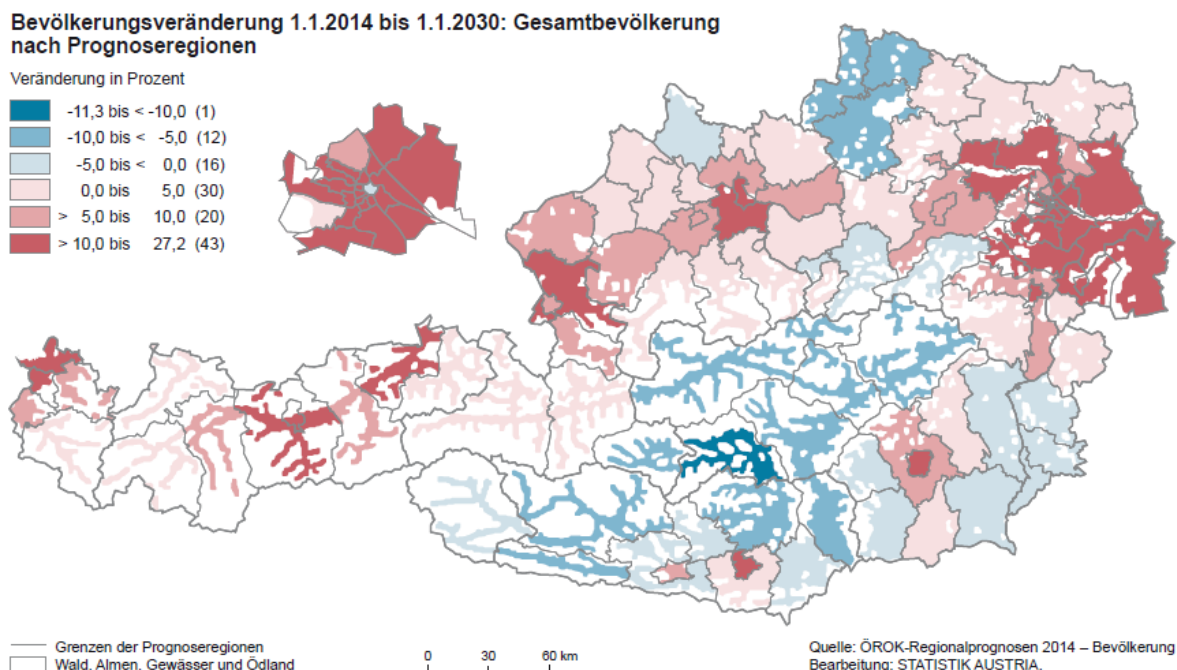 Bevölkerungsveränderung 1.1.2014 bis 1.1.2030: Gesamtbevölkerung
nach Prognoseregionen
Veränderung in Prozent
-11,3 bis < -10,0 (1)
-10,0 bis < -5,0 (12)
-5,0 bis < 0,0 (16)
0,0 bis 5,0 (30)
> 5,0 bis 10,0 (20)
> 10,0 bis 27,2 (43)
Grenzen der Prognoseregionen
Wald, Almen, Gewässer und Ödland
0 30 60 km
Quelle: ÖROK-Regionalprognosen 2014 – Bevölkerung
Bearbeitung: STATISTIK AUSTRIA.